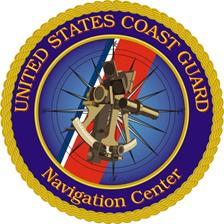 UNITED STATES COAST GUARD
Navigation Center